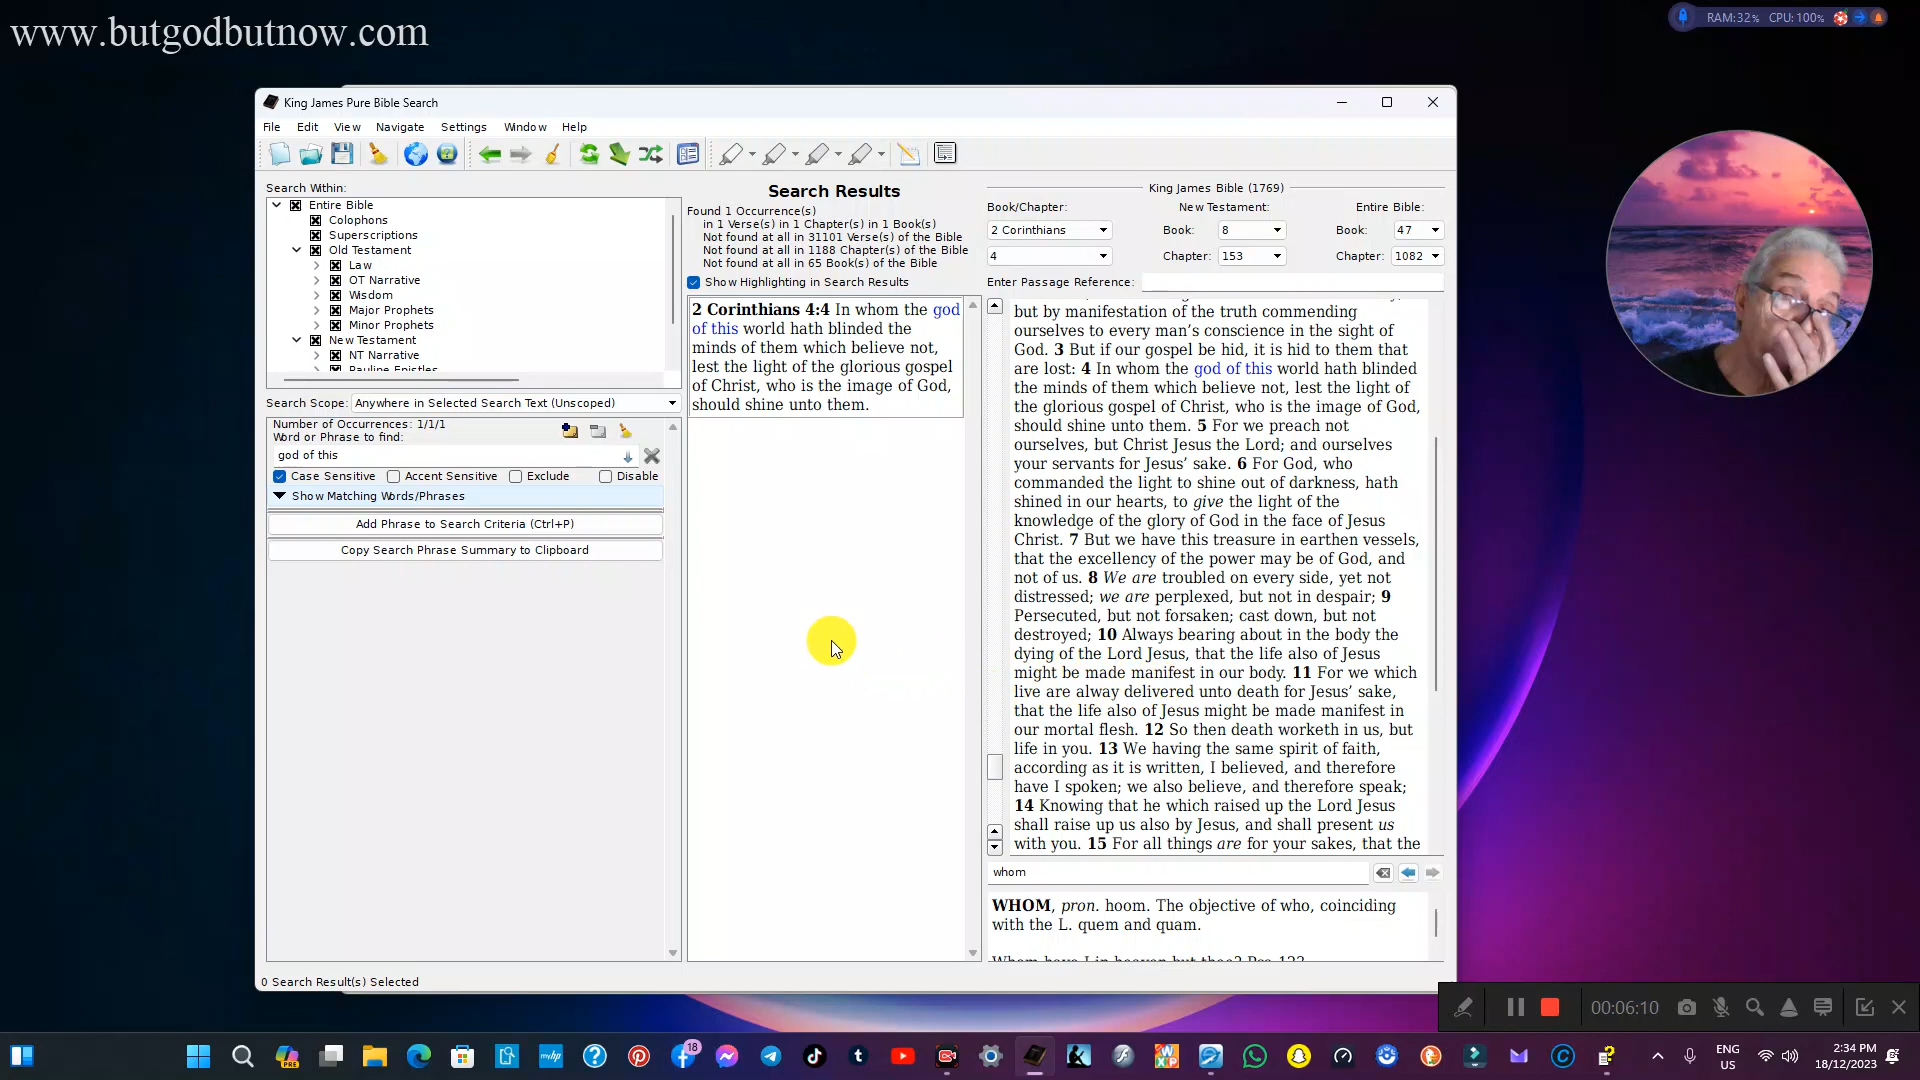 www.butgodbutnow.com
RAM:32% CPU:100%
King James Pure Bible Search
File Edit View Navigate Settings Window Help
Search Within:
Entire Bible
Colophons
Superscriptions
Old Testament
Law
OT Narrative
Wisdom
Major Prophets
Minor Prophets
New Testament
NT Narrative
Pauline Epistles
Search Scope: Anywhere in Selected Search Text (Unscoped)
Number of Occurrences: 1/1/1
Word or Phrase to find:
god of this
Case Sensitive Accent Sensitive Exclude Disable
Show Matching Words/Phrases
Add Phrase to Search Criteria (Ctrl+P)
Copy Search Phrase Summary to Clipboard
0 Search Result(s) Selected
Search Results
Found 1 Occurrence(s)
in 1 Verse(s) in 1 Chapter(s) in 1 Book(s)
Not found at all in 31101 Verse(s) of the Bible
Not found at all in 1188 Chapter(s) of the Bible
Not found at all in 65 Book(s) of the Bible
Show Highlighting in Search Results
2 Corinthians 4:4 In whom the god
of this world hath blinded the
minds of them which believe not,
lest the light of the glorious gospel
of Christ, who is the image of God,
should shine unto them.
King James Bible (1769)
Book/Chapter: New Testament: Entire Bible:
2 Corinthians Book: 8 Book: 47
4 Chapter: 153 Chapter: 1082
Enter Passage Reference:
but by manifestation of the truth commending
ourselves to every man’s conscience in the sight of
God. 3 But if our gospel be hid, it is hid to them that
are lost: 4 In whom the god of this world hath blinded
the minds of them which believe not, lest the light of
the glorious gospel of Christ, who is the image of God,
should shine unto them. 5 For we preach not
ourselves, but Christ Jesus the Lord; and ourselves
your servants for Jesus’ sake. 6 For God, who
commanded the light to shine out of darkness, hath
shined in our hearts, to give the light of the
knowledge of the glory of God in the face of Jesus
Christ. 7 But we have this treasure in earthen vessels,
that the excellency of the power may be of God, and
not of us. 8 We are troubled on every side, yet not
distressed; we are perplexed, but not in despair; 9
Persecuted, but not forsaken; cast down, but not
destroyed; 10 Always bearing about in the body the
dying of the Lord Jesus, that the life also of Jesus
might be made manifest in our body. 11 For we which
live are alway delivered unto death for Jesus’ sake,
that the life also of Jesus might be made manifest in
our mortal flesh. 12 So then death worketh in us, but
life in you. 13 We having the same spirit of faith,
according as it is written, I believed, and therefore
have I spoken; we also believe, and therefore speak;
14 Knowing that he which raised up the Lord Jesus
shall raise up us also by Jesus, and shall present us
with you. 15 For all things are for your sakes, that the
whom
WHOM, pron. hoom. The objective of who, coinciding
with the L. quem and quam.
Whom have I in heaven but thee? Psa 122
00:06:10
PRE
myhp
18
ENG
US
2:34 PM
18/12/2023